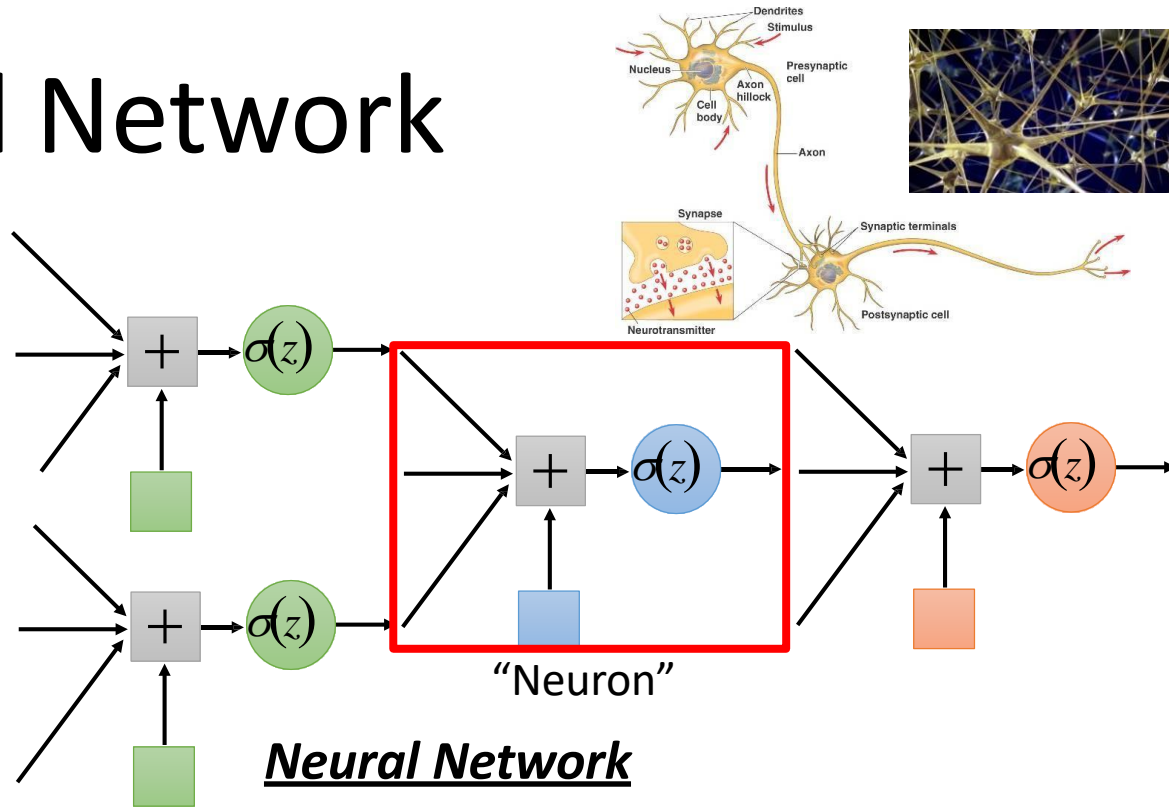 l Network
Dendrites
Stimulus
Nucleus
Presynaptic
cell
Axon
hillock
Cell
body
Axon
Synapse
Synaptic terminals
Neurotransmitter
Postsynaptic cell
+
σ(z)
+
σ(z)
+
σ(z)
+
σ(z)
“Neuron”
Neural Network